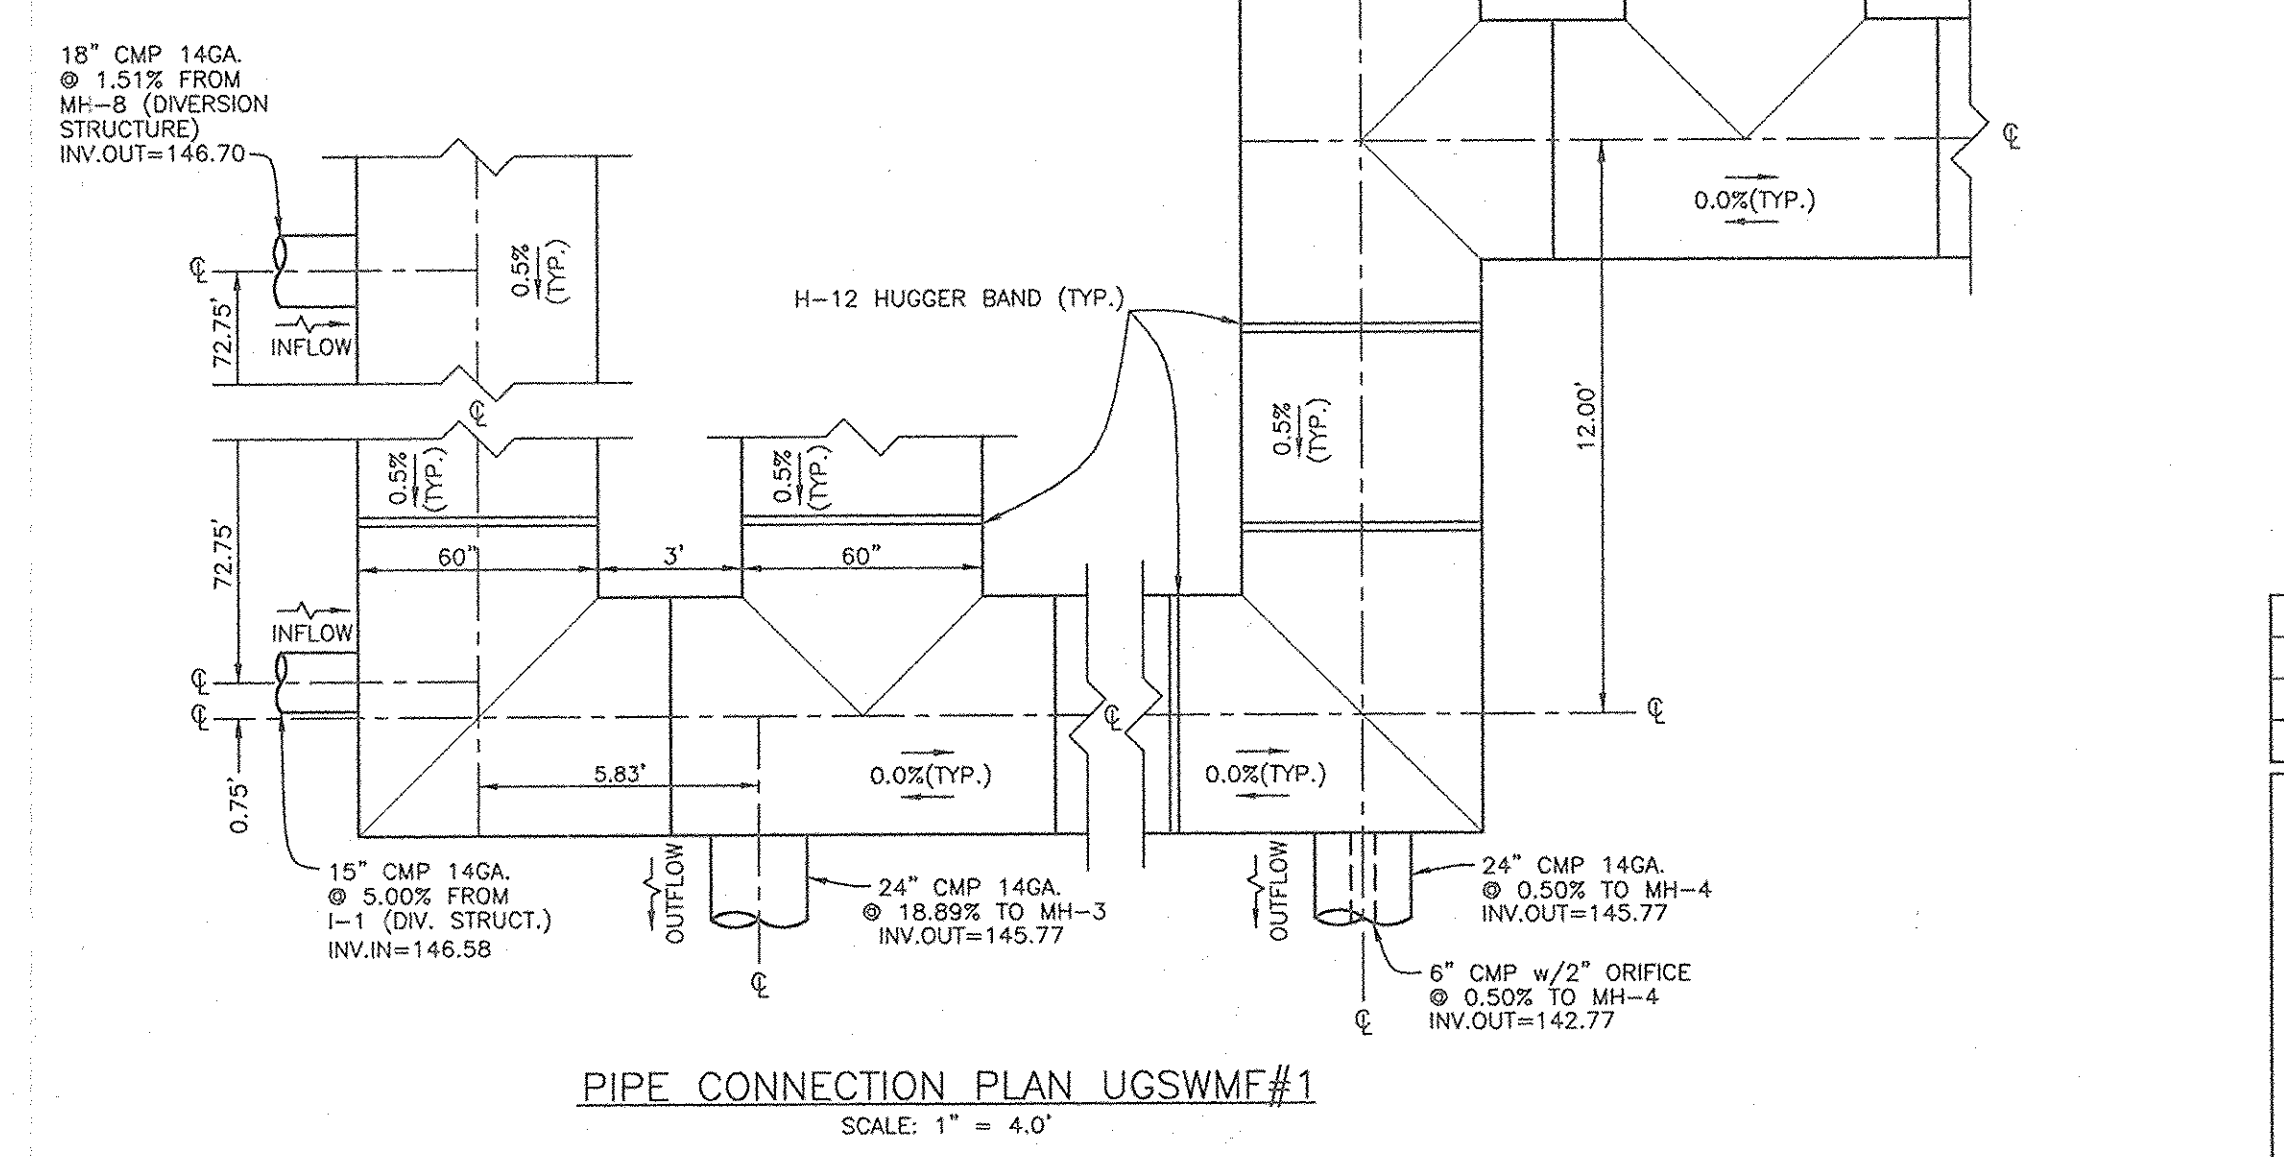 18" CMP 14GA.
@ 1.51% FROM
MH-8 (DIVERSION
STRUCTURE)
INV.OUT=146.70
℄
0.0%(TYP.)
0.5%
(TYP.)
℄
72.75'
INFLOW
H-12 HUGGER BAND (TYP.)
℄
0.5%
(TYP.)
12.00'
0.5%
(TYP.)
0.5%
(TYP.)
72.75'
60"
3'
60"
INFLOW
℄
℄
℄
℄
0.75'
5.83'
0.0%(TYP.)
0.0%(TYP.)
15" CMP 14GA.
@ 5.00% FROM
I-1 (DIV. STRUCT.)
INV.IN=146.58
OUTFLOW
24" CMP 14GA.
@ 18.89% TO MH-3
INV.OUT=145.77
℄
OUTFLOW
24" CMP 14GA.
@ 0.50% TO MH-4
INV.OUT=145.77
6" CMP w/2" ORIFICE
@ 0.50% TO MH-4
INV.OUT=142.77
℄
PIPE CONNECTION PLAN UGSWMF#1
SCALE: 1" = 4.0'